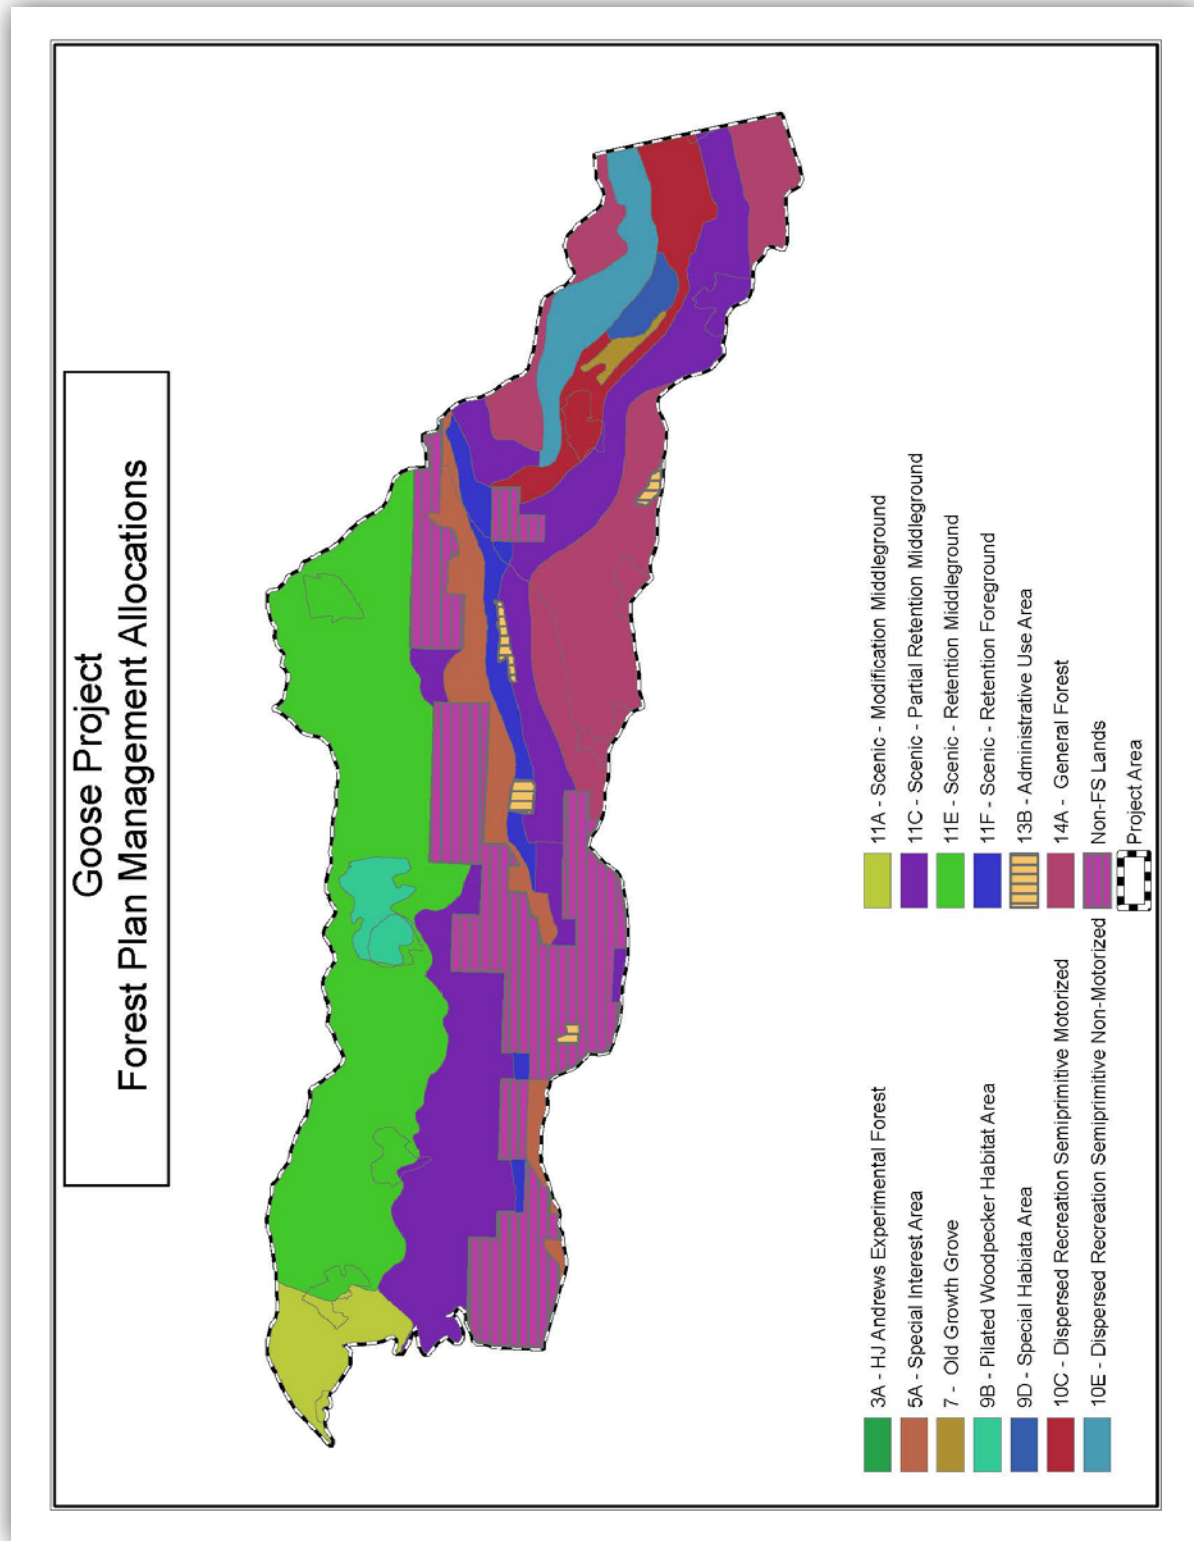 Goose Project
Forest Plan Management Allocations
3A - HJ Andrews Experimental Forest
5A - Special Interest Area
7 - Old Growth Grove
9B - Pilated Woodpecker Habitat Area
9D - Special Habiata Area
10C - Dispersed Recreation Semiprimitive Motorized
10E - Dispersed Recreation Semiprimitive Non-Motorized
11A - Scenic - Modification Middleground
11C - Scenic - Partial Retention Middleground
11E - Scenic - Retention Middleground
11F - Scenic - Retention Foreground
13B - Administrative Use Area
14A - General Forest
Non-FS Lands
Project Area